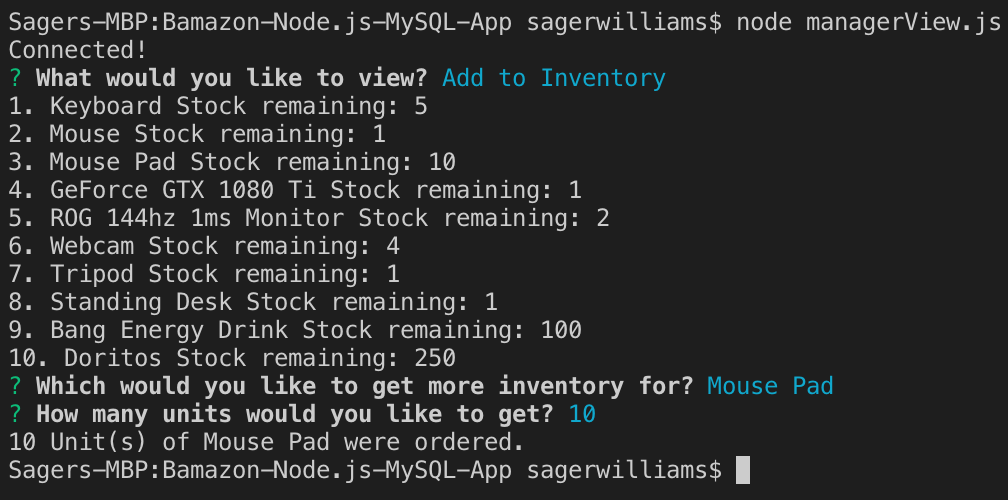 Sagers-MBP:Bamazon-Node.js-MySQL-App sagerwilliams$ node managerView.js
Connected!
? What would you like to view? Add to Inventory
1. Keyboard Stock remaining: 5
2. Mouse Stock remaining: 1
3. Mouse Pad Stock remaining: 10
4. GeForce GTX 1080 Ti Stock remaining: 1
5. ROG 144hz 1ms Monitor Stock remaining: 2
6. Webcam Stock remaining: 4
7. Tripod Stock remaining: 1
8. Standing Desk Stock remaining: 1
9. Bang Energy Drink Stock remaining: 100
10. Doritos Stock remaining: 250
? Which would you like to get more inventory for? Mouse Pad
? How many units would you like to get? 10
10 Unit(s) of Mouse Pad were ordered.
Sagers-MBP:Bamazon-Node.js-MySQL-App sagerwilliams$